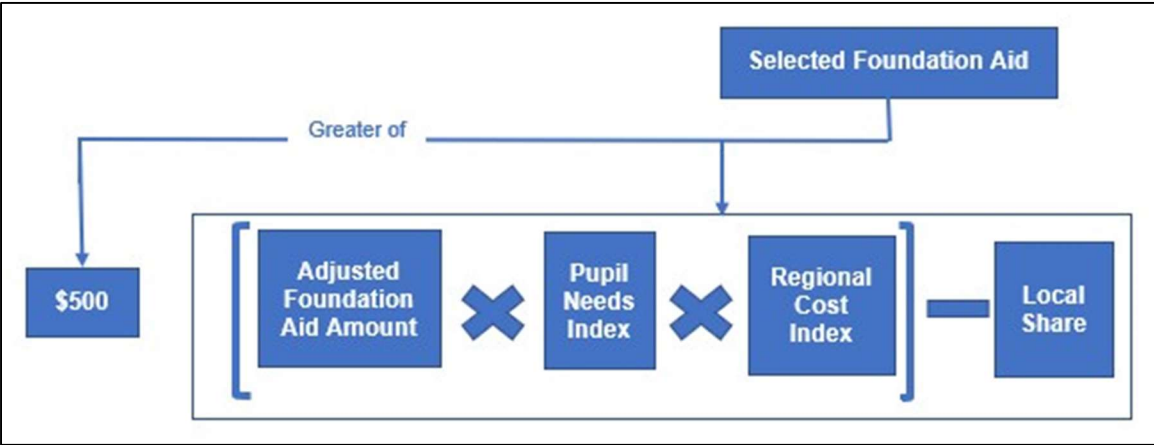 Selected Foundation Aid
Greater of
$500
Adjusted
Foundation
Aid Amount
Pupil
Needs
Index
Regional
Cost
Index
Local
Share